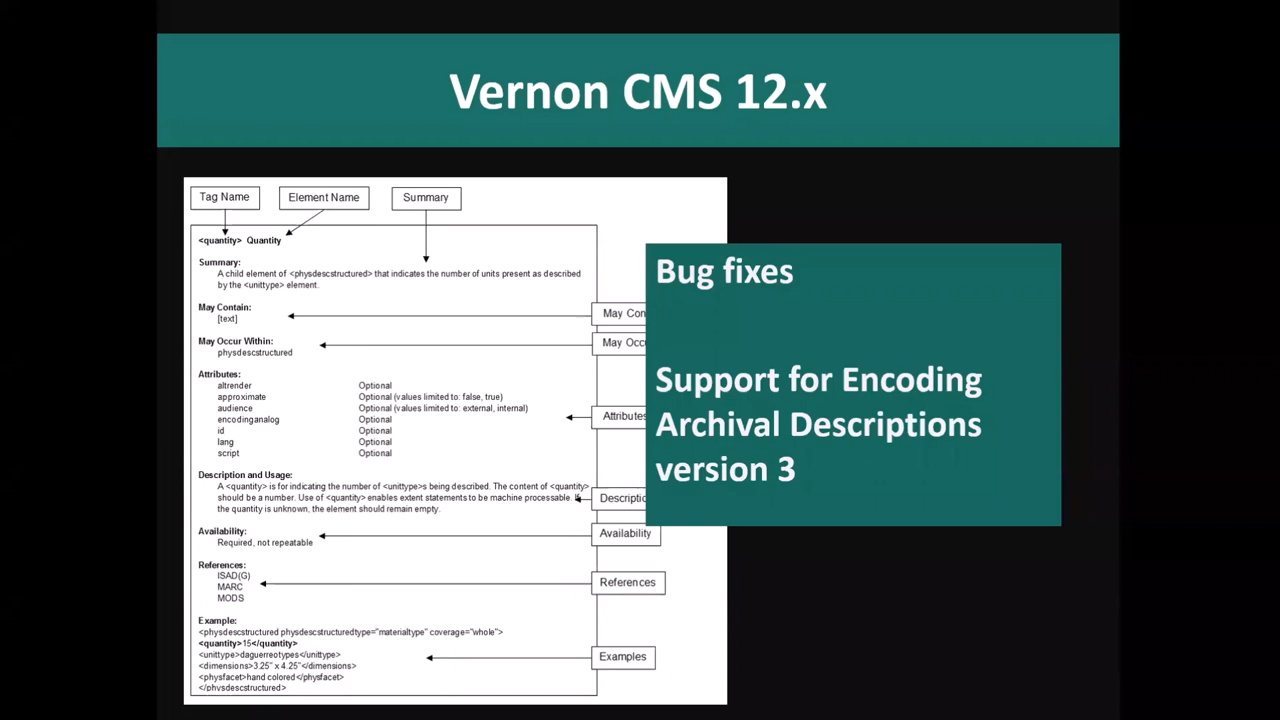 Vernon CMS 12.x
Tag Name
Element Name
Summary
<quantity> Quantity
Summary:
A child element of <physdescstructured> that indicates the number of units present as described
by the <unittype> element.
May Contain:
[text]
May Con
May Occur Within:
physdescstructured
May Occu
Attributes:
altrender Optional
approximate Optional (values limited to: false, true)
audience Optional (values limited to: external, internal)
encodinganalog Optional
id Optional
lang Optional
script Optional
Attributes
Description and Usage:
A <quantity> is for indicating the number of <unittype>s being described. The content of <quantity>
should be a number. Use of <quantity> enables extent statements to be machine processable. If
the quantity is unknown, the element should remain empty.
Descriptio
Availability:
Required, not repeatable
Availability
References:
ISAD(G)
MARC
MODS
References
Example:
<physdescstructured physdescstructuredtype="materialtype" coverage="whole">
<quantity>15</quantity>
<unittype>daguerreotypes</unittype>
<dimensions>3.25" x 4.25"</dimensions>
<physfacet>hand colored</physfacet>
</physdescstructured>
Examples
Bug fixes
Support for Encoding
Archival Descriptions
version 3